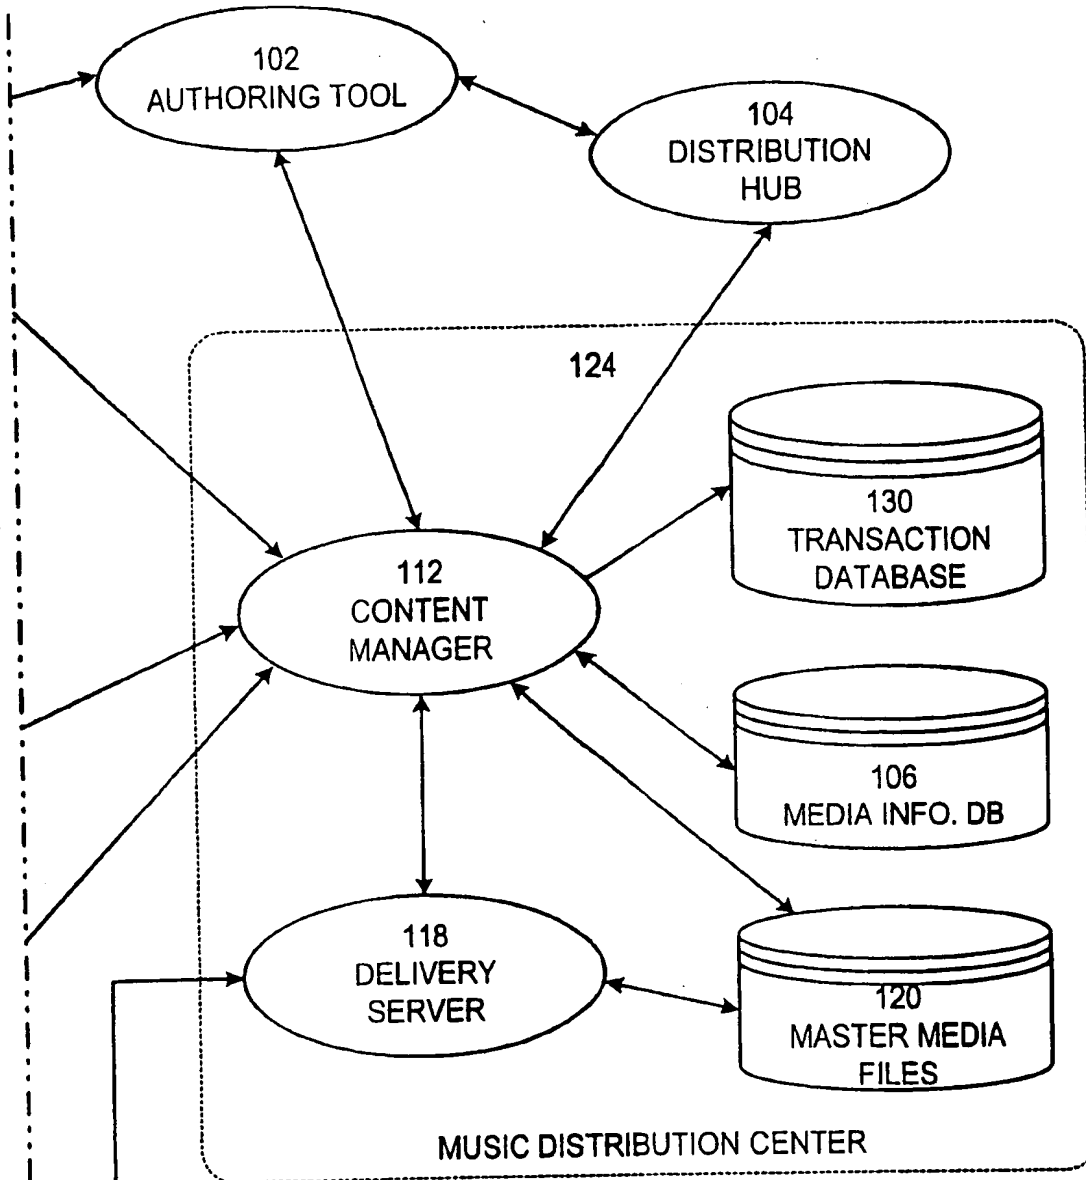 102
AUTHORING TOOL
104
DISTRIBUTION
HUB
124
130
TRANSACTION
DATABASE
112
CONTENT
MANAGER
106
MEDIA INFO. DB
118
DELIVERY
SERVER
120
MASTER MEDIA
FILES
MUSIC DISTRIBUTION CENTER